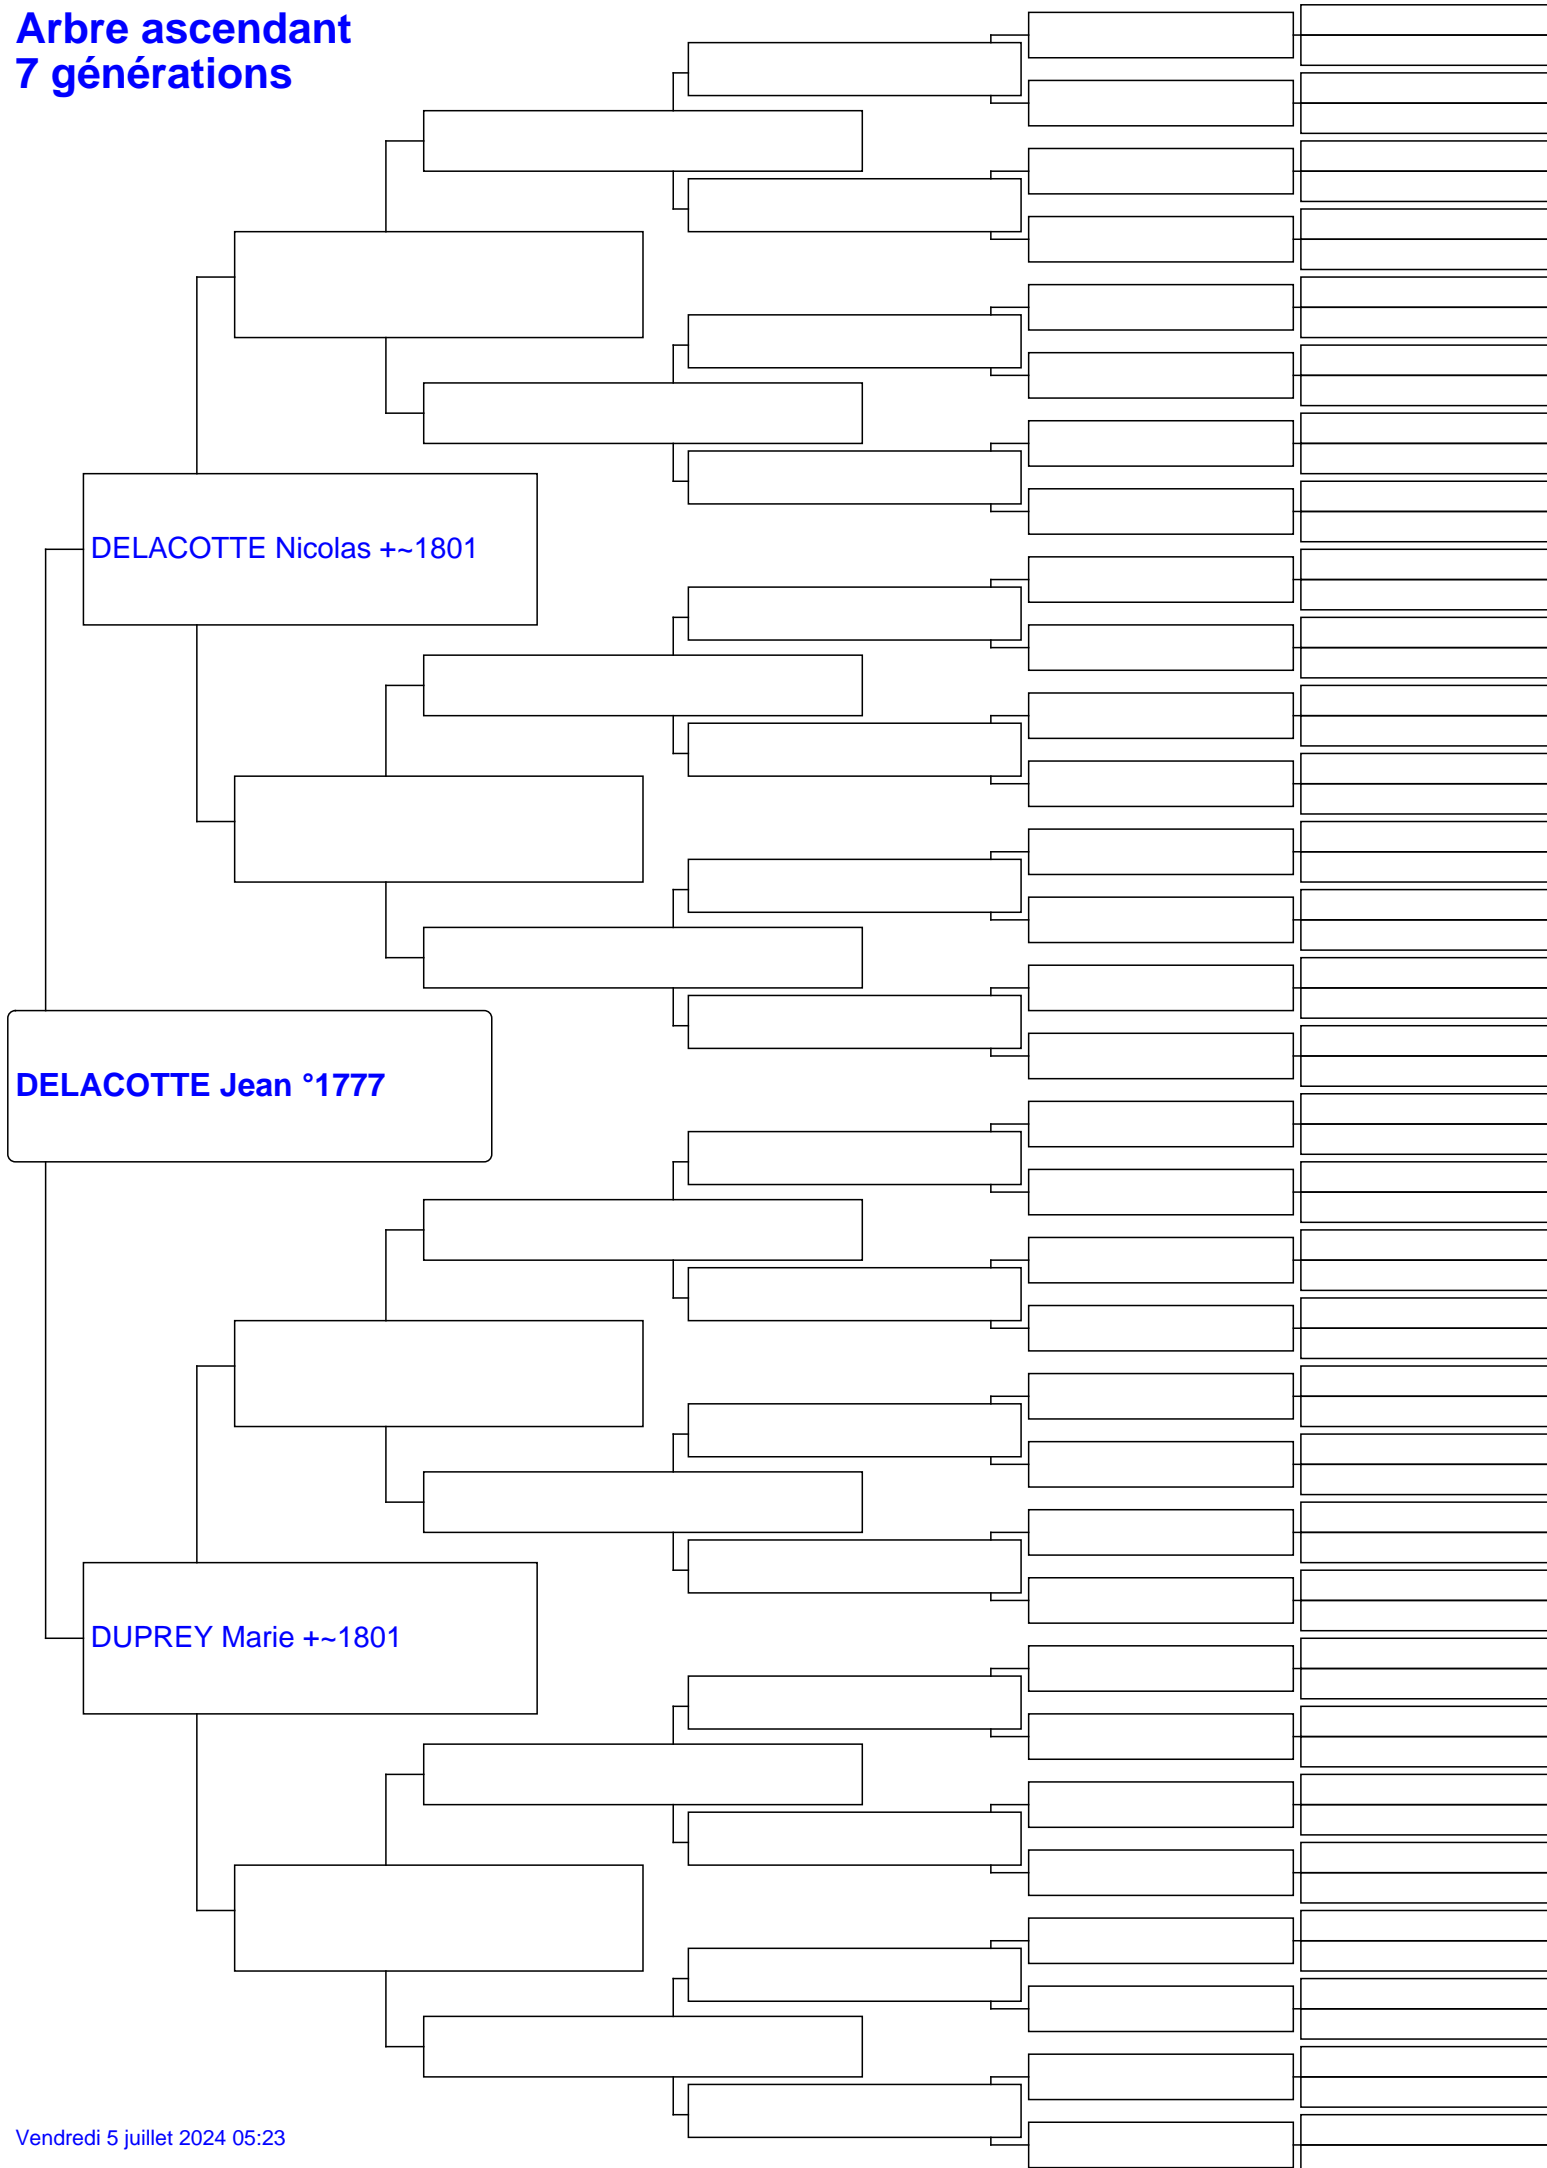 Arbre ascendant
7 générations
DELACOTTE Nicolas +~1801
DELACOTTE Jean °1777
DUPREY Marie +~1801
Vendredi 5 juillet 2024 05:23